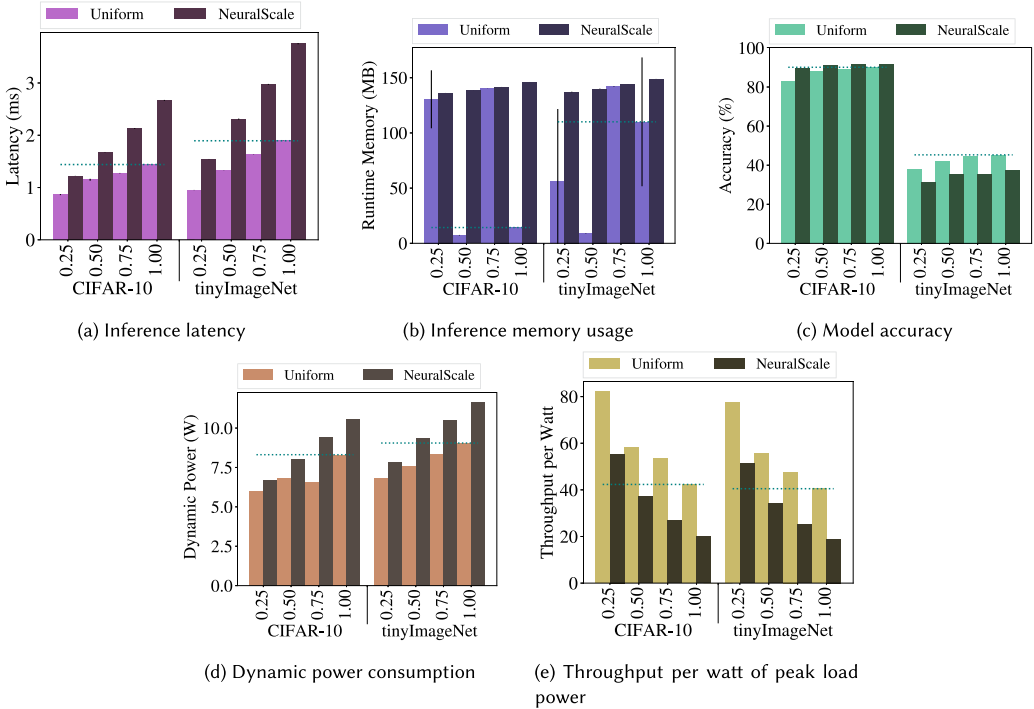 Uniform NeuralScale
Latency (ms)
3
2
1
0
0.25 0.50 0.75 1.00 0.25 0.50 0.75 1.00
CIFAR-10 tinyImageNet
(a) Inference latency
Uniform NeuralScale
Runtime Memory (MB)
150
100
50
0
0.25 0.50 0.75 1.00 0.25 0.50 0.75 1.00
CIFAR-10 tinyImageNet
(b) Inference memory usage
Uniform NeuralScale
Accuracy (%)
100
80
60
40
20
0
0.25 0.50 0.75 1.00 0.25 0.50 0.75 1.00
CIFAR-10 tinyImageNet
(c) Model accuracy
Uniform NeuralScale
Dynamic Power (W)
10.0
7.5
5.0
2.5
0.0
0.25 0.50 0.75 1.00 0.25 0.50 0.75 1.00
CIFAR-10 tinyImageNet
(d) Dynamic power consumption
Uniform NeuralScale
Throughput per Watt
80
60
40
20
0
0.25 0.50 0.75 1.00 0.25 0.50 0.75 1.00
CIFAR-10 tinyImageNet
(e) Throughput per watt of peak load
power